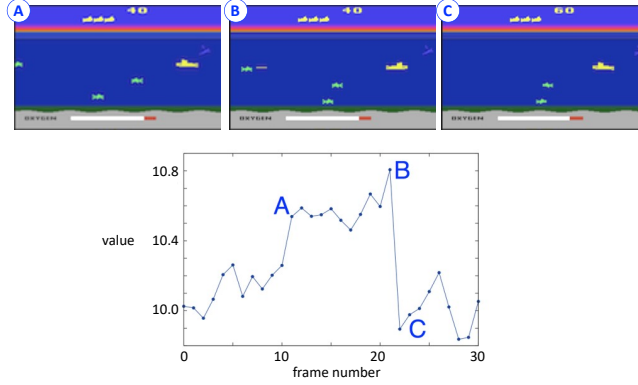 A B C
40 40 60
OXYGEN OXYGEN OXYGEN
10.8
10.4
10.0
value
A
B
C
0 10 20 30
frame number